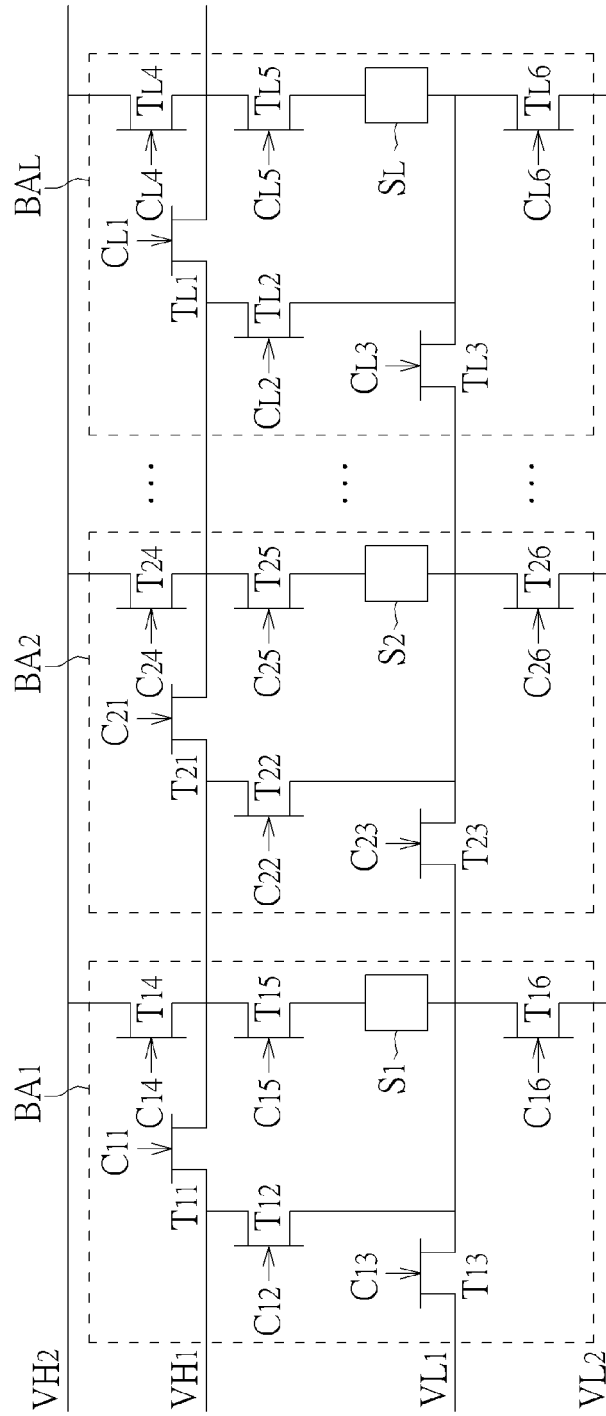 BA1
BA2
BAL
VH2
C14
T14
C24
T24
CL4
TL4
C11
C21
CL1
VH1
T11
T21
TL1
C12
T12
C15
T15
C22
T22
C25
T25
CL2
TL2
CL5
TL5
...
...
...
S1
S2
SL
C13
C23
CL3
VL1
T13
T23
TL3
C16
T16
C26
T26
CL6
TL6
VL2